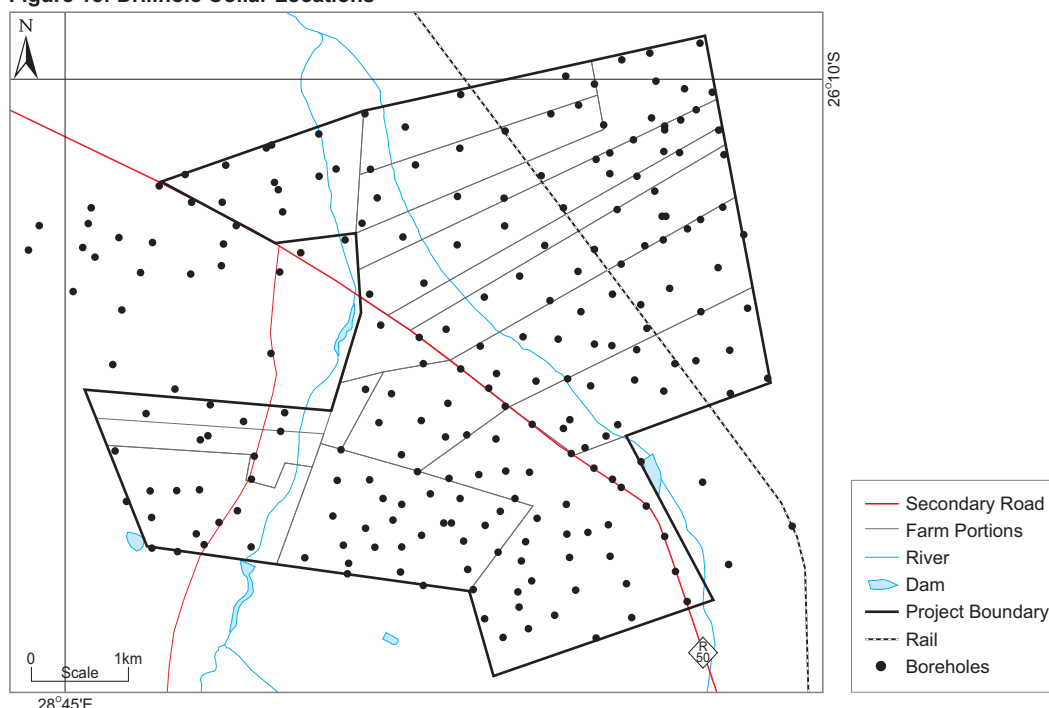 Figure 10: Drillhole Collar Locations
N
26°10'S
Secondary Road
Farm Portions
River
Dam
Project Boundary
Rail
Boreholes
R
50
0 1km
Scale
28°45'E